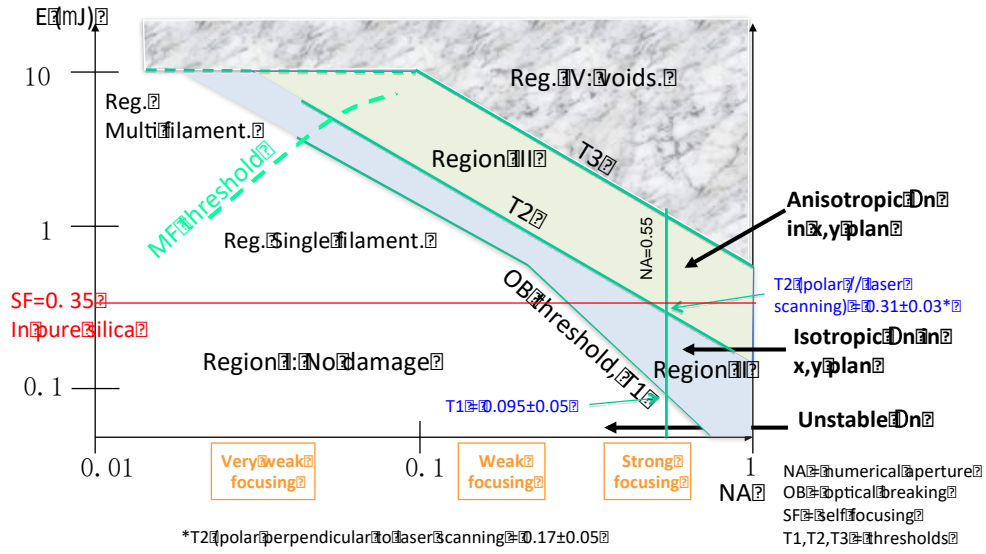 E⍰(mJ)⍰
10
Reg.⍰V:⍰voids.⍰
Reg.⍰
Multi⍰filament.⍰
MF⍰threshold⍰
Region⍰III⍰
T3⍰
T2⍰
NA=0.55
Anisotropic⍰Dn⍰
in⍰x,y⍰plan⍰
1
Reg.⍰Single⍰filament.⍰
T2⍰(polar⍰//⍰laser⍰
scanning)⍰=⍰0.31±0.03*⍰
SF=0.35⍰
In⍰pure⍰silica
OB⍰threshold,⍰T1⍰
Isotropic⍰Dn⍰in⍰
x,y⍰plan⍰
Region⍰I⍰:⍰No⍰damage⍰
Region⍰II⍰
0.1
T1⍰=⍰0.095±0.05⍰
Unstable⍰Dn⍰
0.01
0.1
1
NA⍰
Very⍰weak⍰
focusing⍰
Weak⍰
focusing⍰
Strong⍰
focusing⍰
NA⍰=⍰numerical⍰aperture⍰
OB⍰=⍰optical⍰breaking⍰
SF⍰=⍰self⍰focusing⍰
T1,T2,T3⍰=⍰thresholds⍰
*T2⍰(polar⍰perpendicular⍰to⍰laser⍰scanning⍰=⍰0.17±0.05⍰